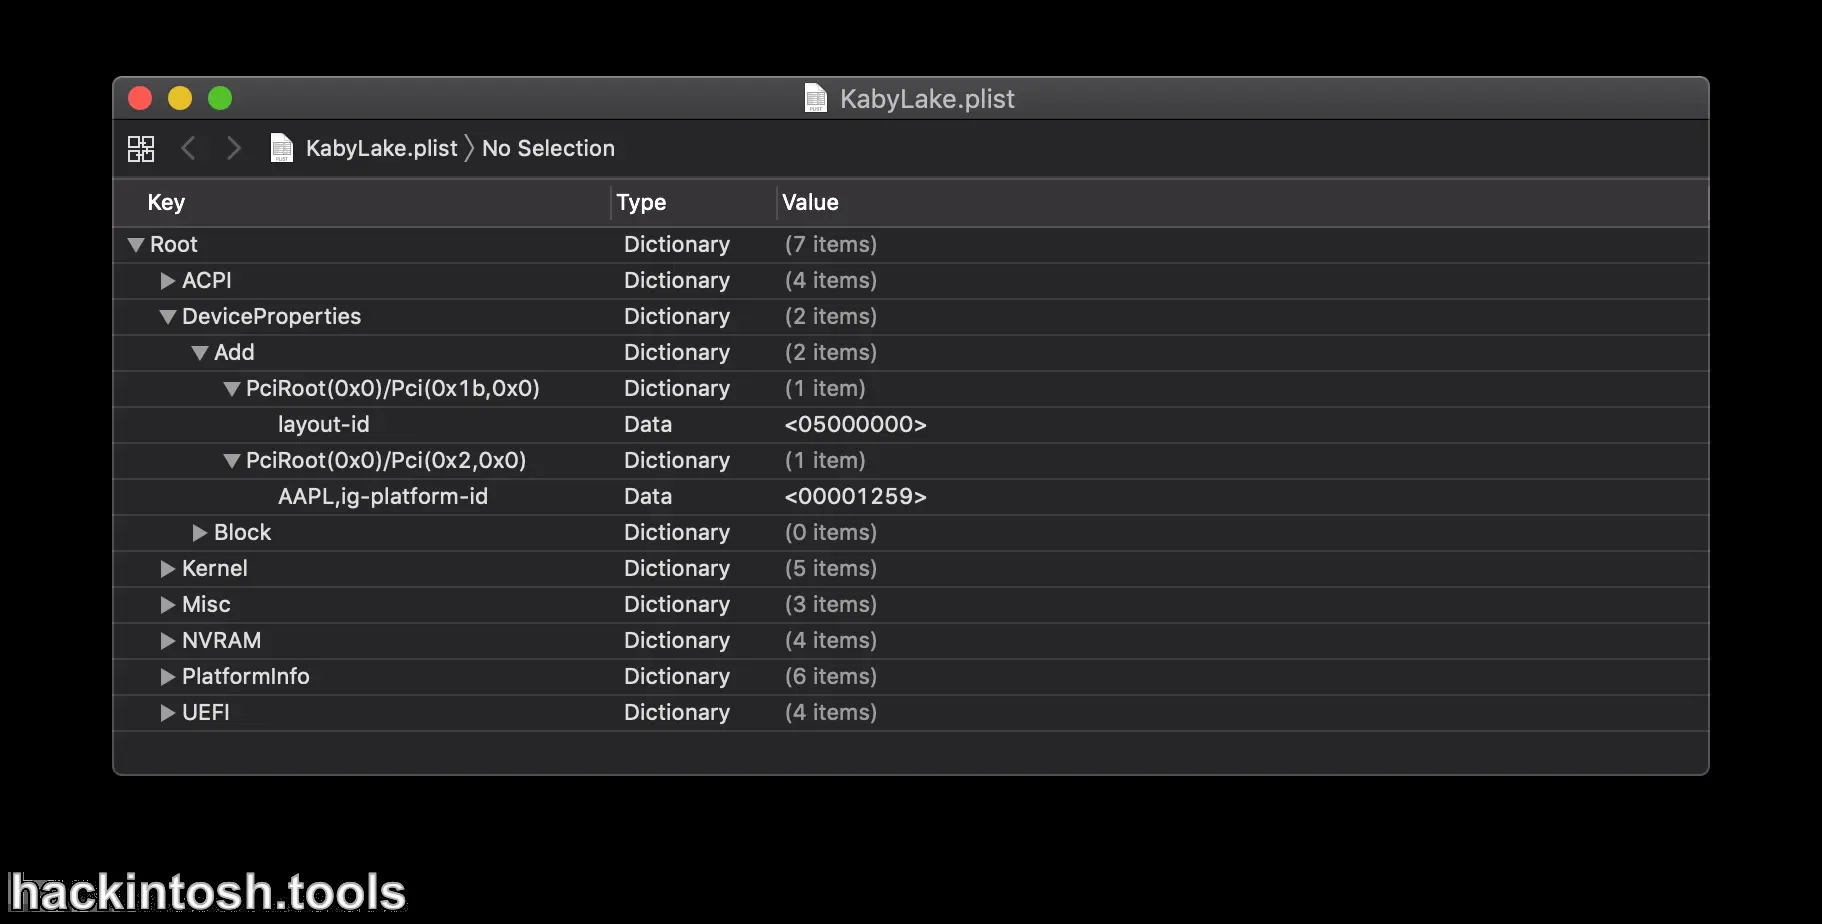 KabyLake.plist
KabyLake.plist 〉 No Selection
Key Type Value
Root Dictionary (7 items)
ACPI Dictionary (4 items)
DeviceProperties Dictionary (2 items)
Add Dictionary (2 items)
PciRoot(0x0)/Pci(0x1b,0x0) Dictionary (1 item)
layout-id Data <05000000>
PciRoot(0x0)/Pci(0x2,0x0) Dictionary (1 item)
AAPL,ig-platform-id Data <00001259>
Block Dictionary (0 items)
Kernel Dictionary (5 items)
Misc Dictionary (3 items)
NVRAM Dictionary (4 items)
PlatformInfo Dictionary (6 items)
UEFI Dictionary (4 items)
hackintosh.tools